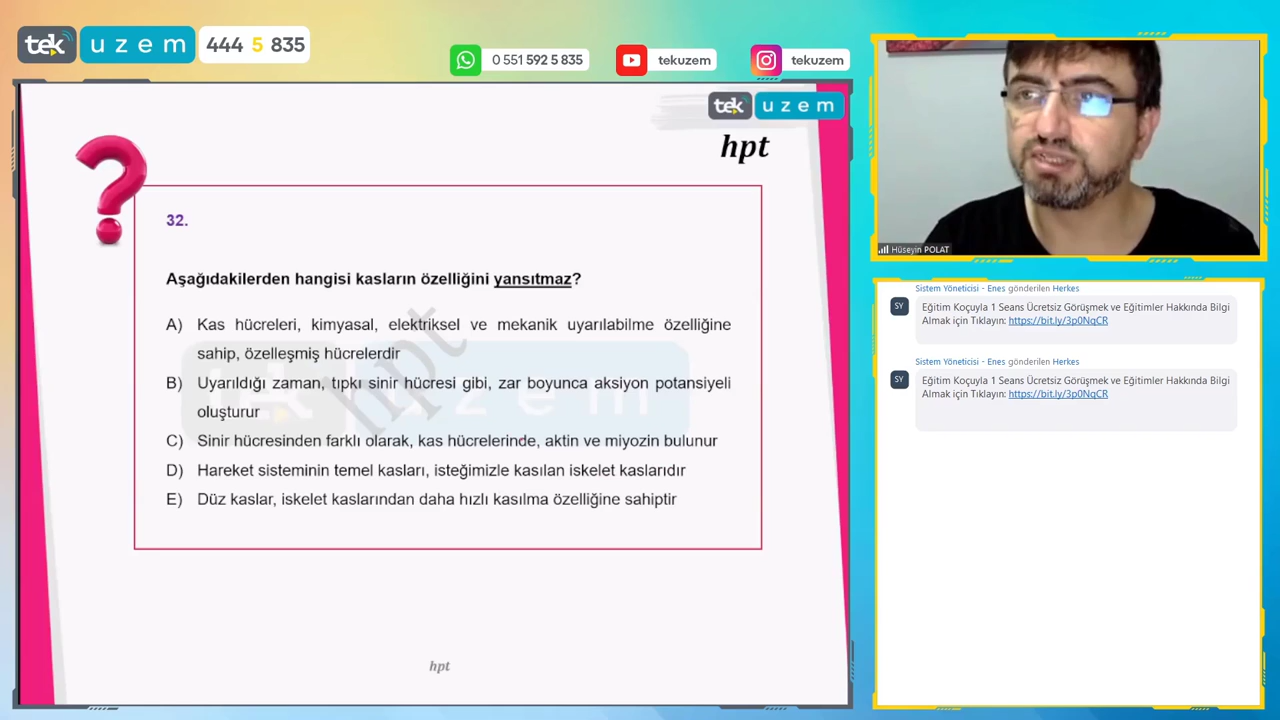 tek uzem 444 5 835
0 551 592 5 835
tekuzem
tekuzem
tek uzem
hpt
32.
Aşağıdakilerden hangisi kasların özelliğini yansıtmaz?
A) Kas hücreleri, kimyasal, elektriksel ve mekanik uyarılabilme özelliğine
sahip, özelleşmiş hücrelerdir
B) Uyarıldığı zaman, tıpkı sinir hücresi gibi, zar boyunca aksiyon potansiyeli
oluşturur
C) Sinir hücresinden farklı olarak, kas hücrelerinde, aktin ve miyozin bulunur
D) Hareket sisteminin temel kasları, isteğimizle kasılan iskelet kaslarıdır
E) Düz kaslar, iskelet kaslarından daha hızlı kasılma özelliğine sahiptir
tek uzem
hpt
hpt
Hüseyin POLAT
Sistem Yöneticisi - Enes gönderilen Herkes
SY
Eğitim Koçuyla 1 Seans Ücretsiz Görüşmek ve Eğitimler Hakkında Bilgi
Almak için Tıklayın: https://bit.ly/3p0NqCR
Sistem Yöneticisi - Enes gönderilen Herkes
SY
Eğitim Koçuyla 1 Seans Ücretsiz Görüşmek ve Eğitimler Hakkında Bilgi
Almak için Tıklayın: https://bit.ly/3p0NqCR